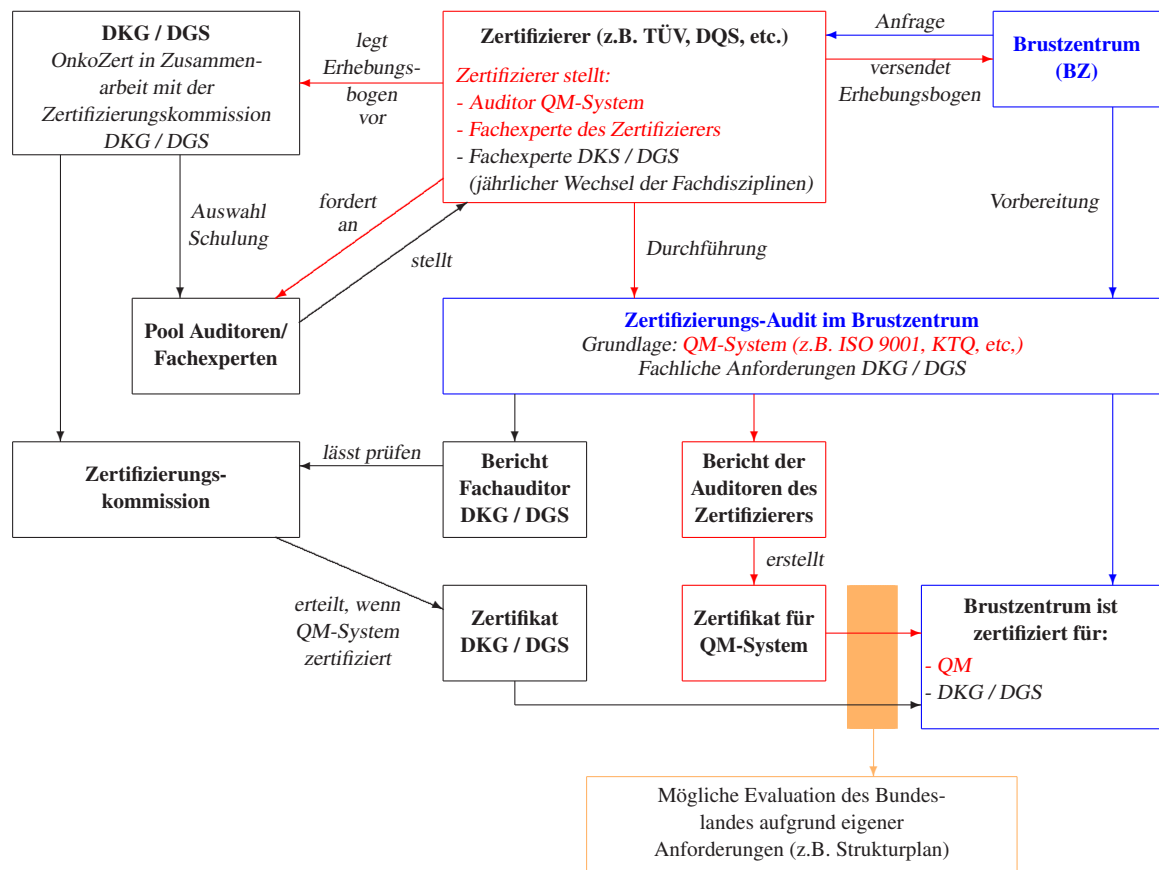 DKG / DGS
OnkoZert in Zusammen-
arbeit mit der
Zertifizierungskommission
DKG / DGS
legt
Erhebungs-
bogen
vor
Zertifizierer (z.B. TÜV, DQS, etc.)
Zertifizierer stellt:
- Auditor QM-System
- Fachexperte des Zertifizierers
- Fachexperte DKS / DGS
(jährlicher Wechsel der Fachdisziplinen)
Anfrage
versendet
Erhebungsbogen
Brustzentrum
(BZ)
Auswahl
Schulung
fordert
an
stellt
Durchführung
Vorbereitung
Pool Auditoren/
Fachexperten
Zertifizierungs-Audit im Brustzentrum
Grundlage: QM-System (z.B. ISO 9001, KTQ, etc,)
Fachliche Anforderungen DKG / DGS
Zertifizierungs-
kommission
lässt prüfen
Bericht
Fachauditor
DKG / DGS
Bericht der
Auditoren des
Zertifizierers
erstellt
erteilt, wenn
QM-System
zertifiziert
Zertifikat
DKG / DGS
Zertifikat für
QM-System
Brustzentrum ist
zertifiziert für:
- QM
- DKG / DGS
Mögliche Evaluation des Bundes-
landes aufgrund eigener
Anforderungen (z.B. Strukturplan)